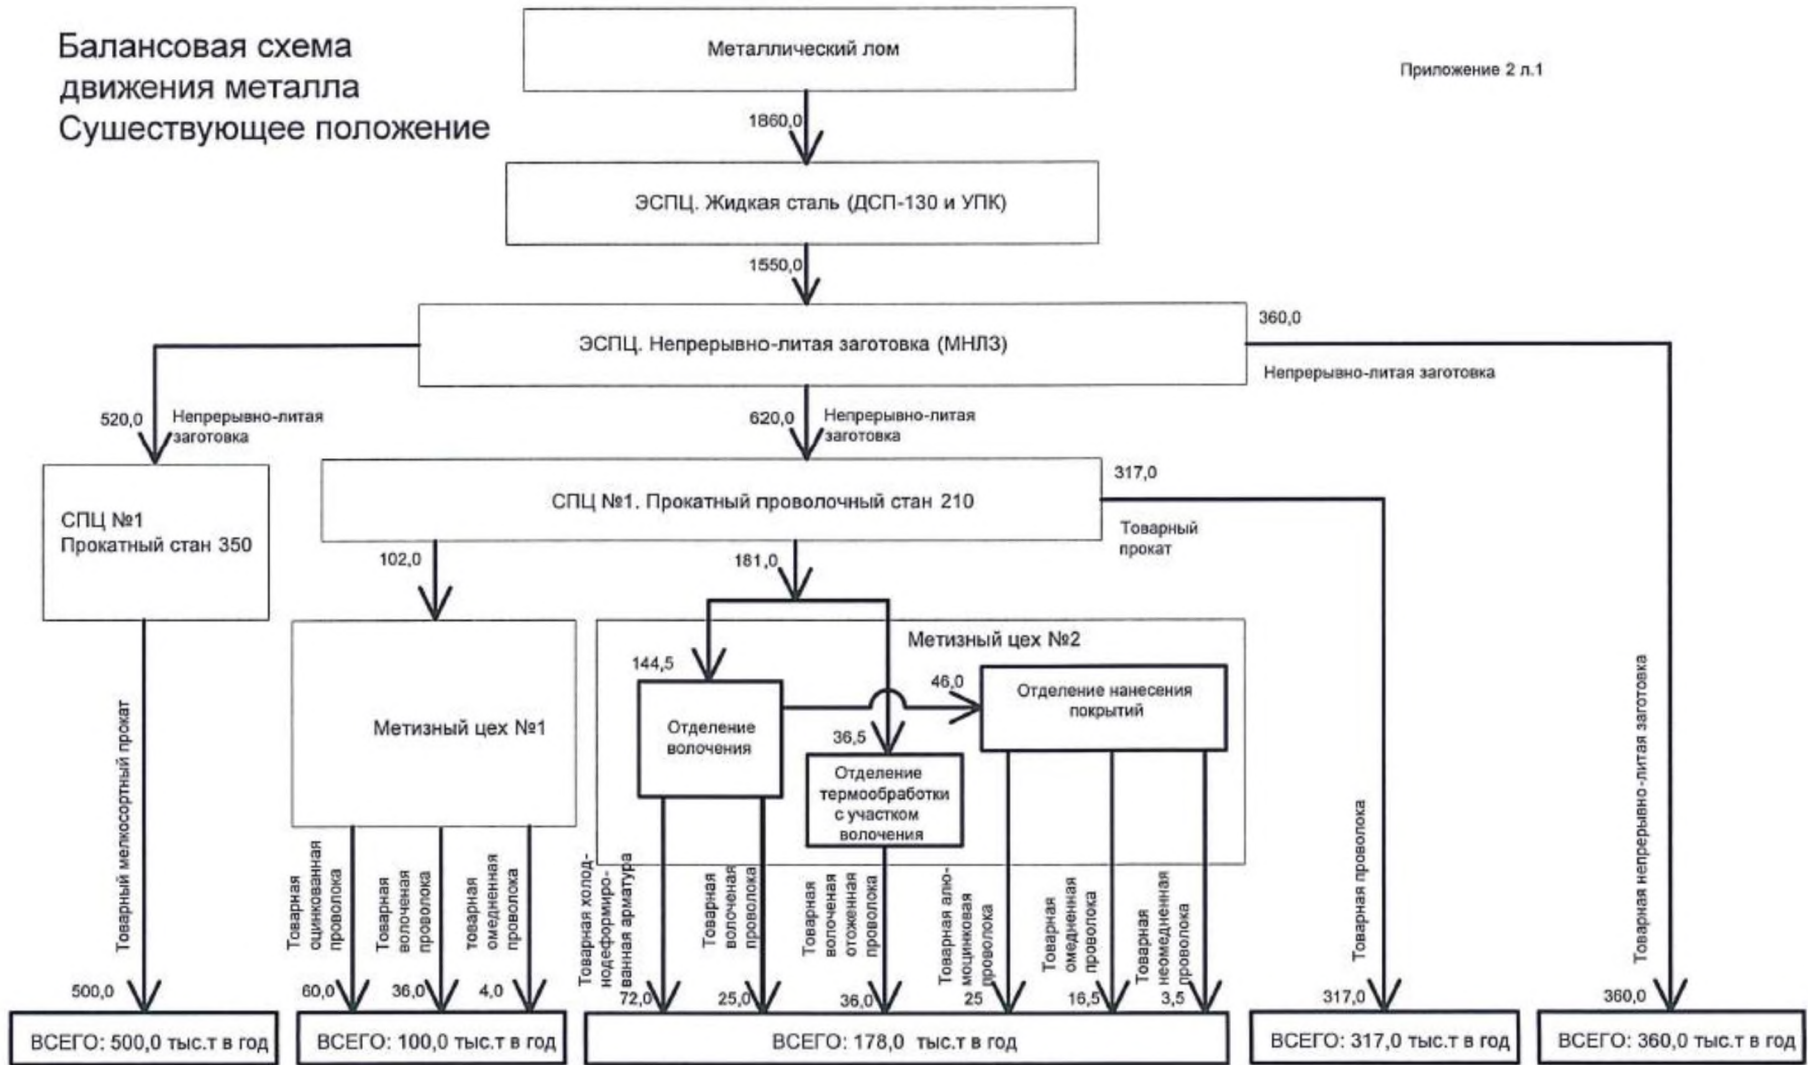 Балансовая схема
движения металла
Сушествующее положение
Приложение 2 л.1
Металлический лом
1860,0
ЭСПЦ. Жидкая сталь (ДСП-130 и УПК)
1550,0
ЭСПЦ. Непрерывно-литая заготовка (МНЛЗ)
360,0
Непрерывно-литая заготовка
520,0
Непрерывно-литая
заготовка
620,0
Непрерывно-литая
заготовка
СПЦ №1
Прокатный стан 350
СПЦ №1. Прокатный проволочный стан 210
317,0
Товарный
прокат
102,0
181,0
Метизный цех №1
Метизный цех №2
144,5
Отделение
волочения
46,0
Отделение нанесения
покрытий
36,5
Отделение
термообработки
с участком
волочения
Товарный мелкосортный прокат
Товарная
оцинкованная
проволока
Товарная
волоченая
проволока
товарная
омедненная
проволока
Товарная холод-
нодеформиро-
ванная арматура
Товарная
волоченая
проволока
Товарная
волоченая
отоженная
проволока
Товарная алю-
моцинковая
проволока
Товарная
омедненная
проволока
Товарная
неомедненная
проволока
Товарная проволока
Товарная непрерывно-литая заготовка
500,0
60,0
36,0
4,0
72,0
25,0
36,0
25
16,5
3,5
317,0
360,0
ВСЕГО: 500,0 тыс.т в год
ВСЕГО: 100,0 тыс.т в год
ВСЕГО: 178,0 тыс.т в год
ВСЕГО: 317,0 тыс.т в год
ВСЕГО: 360,0 тыс.т в год